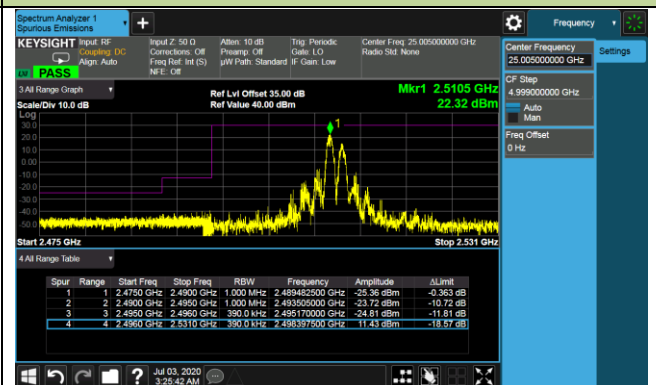 Spectrum Analyzer 1
Spurious Emissions
Frequency
KEYSIGHT
Input: RF
Coupling: DC
Align: Auto
Input Z: 50 Ω
Corrections: Off
Freq Ref: Int (S)
NFE: Off
Atten: 10 dB
Preamp: Off
µW Path: Standard
Trig: Periodic
Gate: LO
IF Gain: Low
Center Freq: 25.005000000 GHz
Radio Std: None
LNI PASS
3 All Range Graph
Scale/Div 10.0 dB
Ref Lvl Offset 35.00 dB
Ref Value 40.00 dBm
Mkr1 2.5105 GHz
22.32 dBm
Log
30.0
20.0
10.0
0.00
-10.0
-20.0
-30.0
-40.0
-50.0
1
Start 2.475 GHz
Stop 2.531 GHz
4 All Range Table
Spur Range Start Freq Stop Freq RBW Frequency Amplitude ΔLimit
1 1 2.4750 GHz 2.4900 GHz 1.000 MHz 2.489482500 GHz -25.36 dBm -0.363 dB
2 2 2.4900 GHz 2.4950 GHz 1.000 MHz 2.493505000 GHz -23.72 dBm -10.72 dB
3 3 2.4950 GHz 2.4960 GHz 390.0 kHz 2.495170000 GHz -24.81 dBm -11.81 dB
4 4 2.4960 GHz 2.5310 GHz 390.0 kHz 2.498397500 GHz 11.43 dBm -18.57 dB
Center Frequency
25.005000000 GHz
Settings
CF Step
4.999000000 GHz
Auto
Man
Freq Offset
0 Hz
Jul 03, 2020
3:25:42 AM